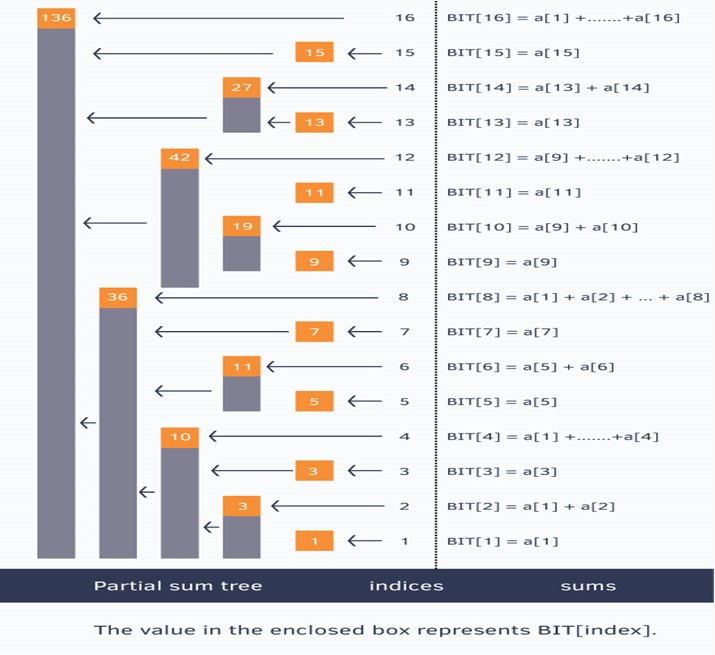 136 16 BIT[16] = a[1] +.......+a[16]
15 15 BIT[15] = a[15]
27 14 BIT[14] = a[13] + a[14]
13 13 BIT[13] = a[13]
42 12 BIT[12] = a[9] +.......+a[12]
11 11 BIT[11] = a[11]
19 10 BIT[10] = a[9] + a[10]
9 9 BIT[9] = a[9]
36 8 BIT[8] = a[1] + a[2] + ... + a[8]
7 7 BIT[7] = a[7]
11 6 BIT[6] = a[5] + a[6]
5 5 BIT[5] = a[5]
10 4 BIT[4] = a[1] +.......+a[4]
3 3 BIT[3] = a[3]
3 2 BIT[2] = a[1] + a[2]
1 1 BIT[1] = a[1]
Partial sum tree indices sums
The value in the enclosed box represents BIT[index].